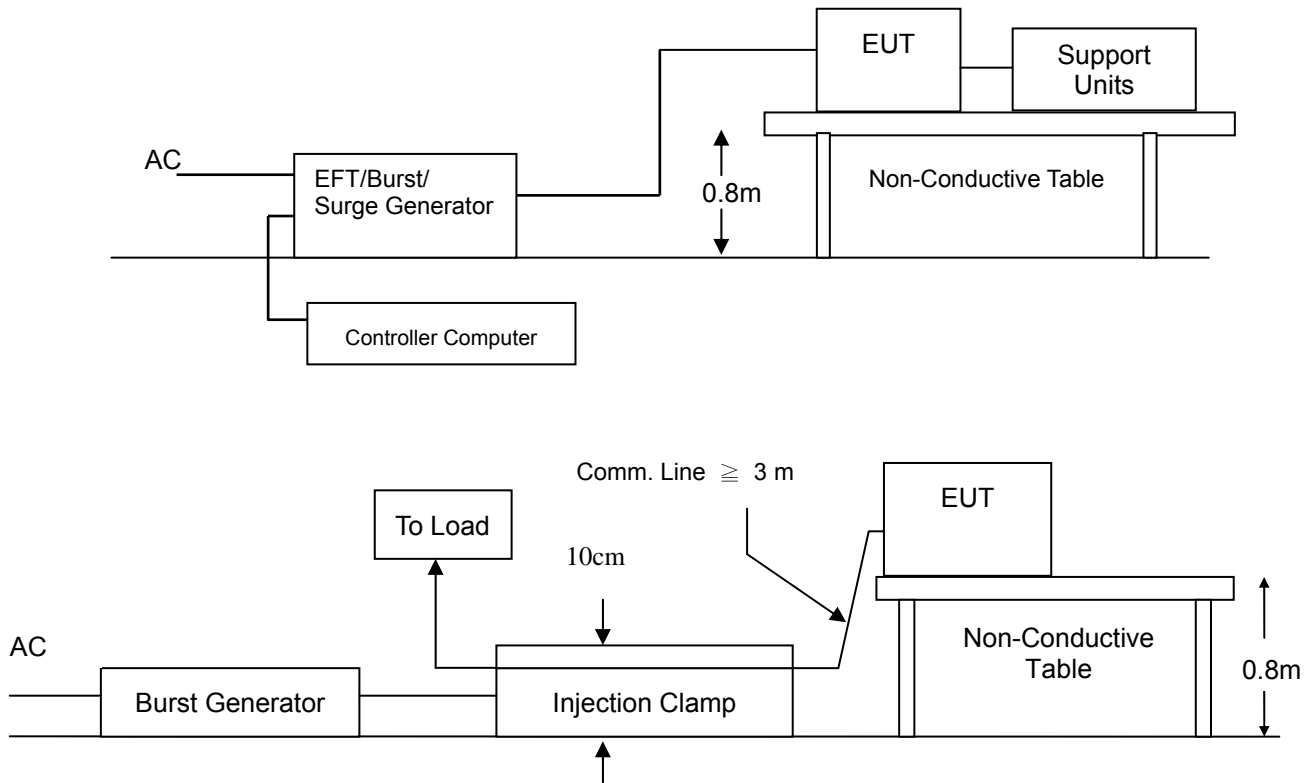 EUT
Support
Units
AC
EFT/Burst/
Surge Generator
0.8m
Non-Conductive Table
Controller Computer
Comm. Line ≧ 3 m
EUT
To Load
10cm
AC
Non-Conductive
Table
0.8m
Burst Generator
Injection Clamp